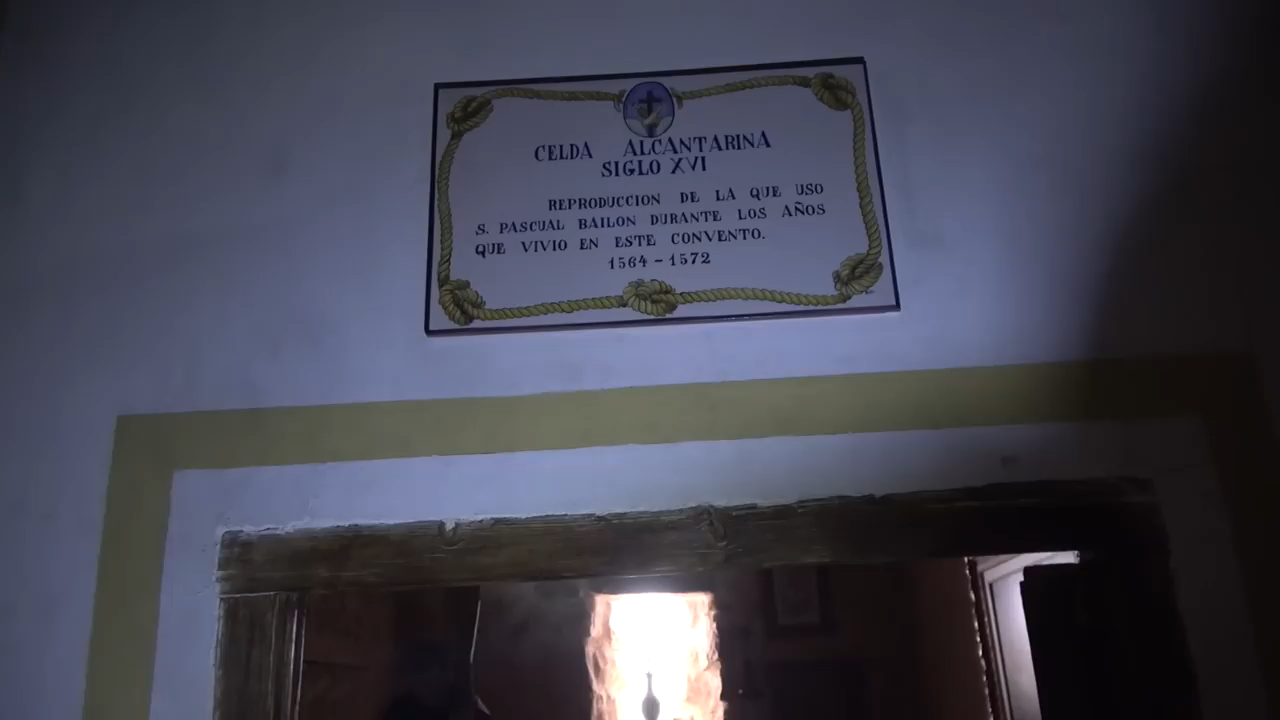 CELDA ALCANTARINA
SIGLO XVI
REPRODUCCION DE LA QUE USO
S. PASCUAL BAILON DURANTE LOS AÑOS
QUE VIVIO EN ESTE CONVENTO.
1564 - 1572